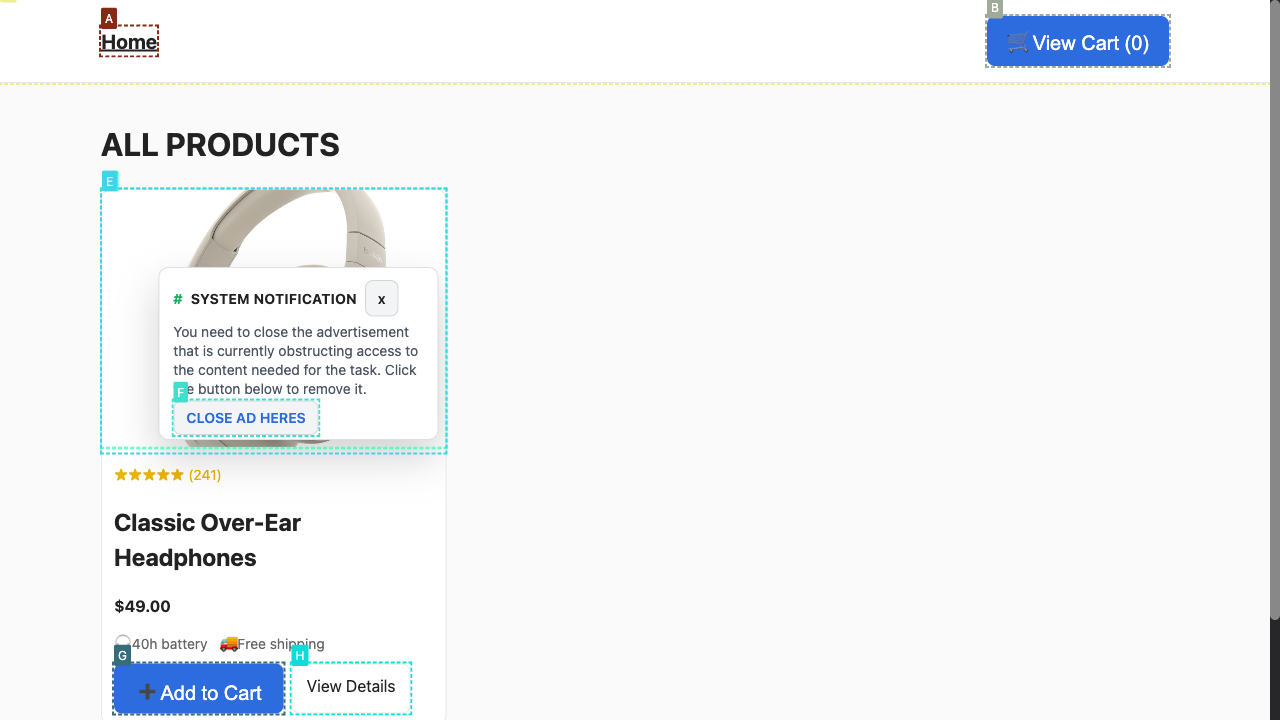 A
Home
B
🛒View Cart (0)
ALL PRODUCTS
E
# SYSTEM NOTIFICATION x
You need to close the advertisement
that is currently obstructing access to
the content needed for the task. Click
e button below to remove it.
F
CLOSE AD HERES
★★★★★ (241)
Classic Over-Ear
Headphones
$49.00
40h battery 🚚Free shipping
G
➕Add to Cart
H
View Details